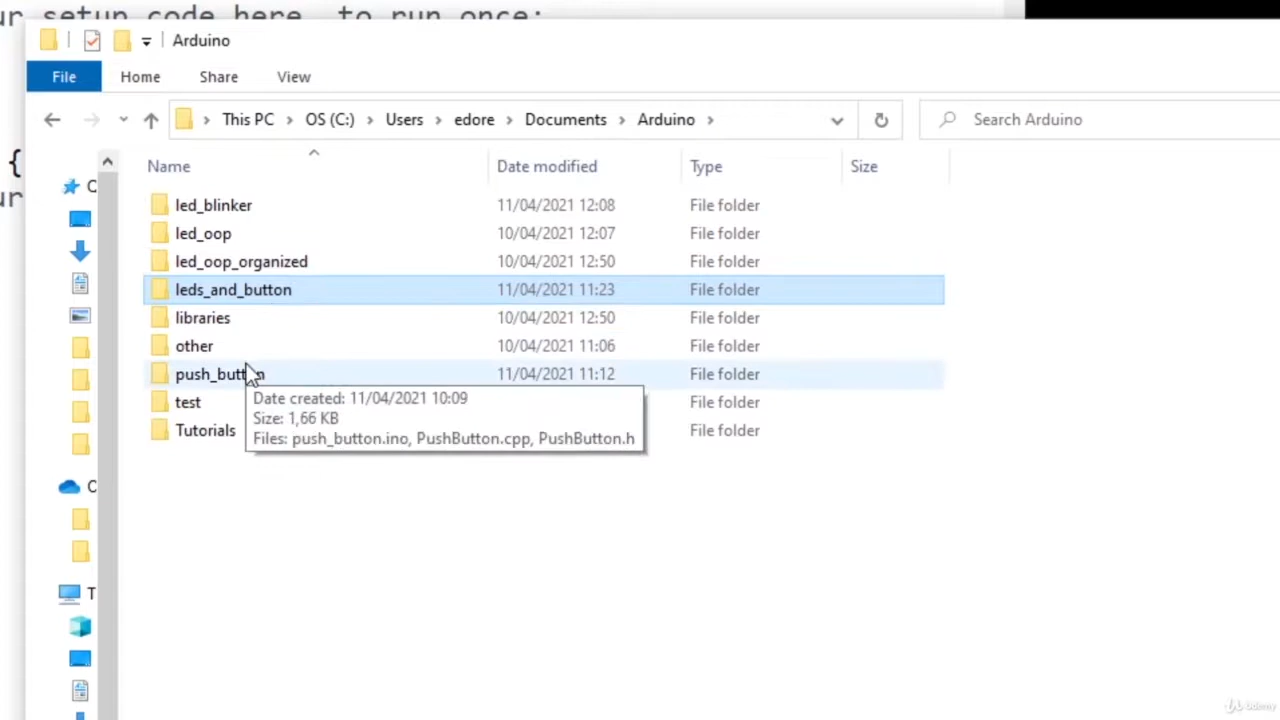 ur setup code here, to run once:
Arduino
File Home Share View
This PC OS (C:) Users edore Documents Arduino
Search Arduino
{
ur
Name Date modified Type Size
led_blinker 11/04/2021 12:08 File folder
led_oop 10/04/2021 12:07 File folder
led_oop_organized 10/04/2021 12:50 File folder
leds_and_button 11/04/2021 11:23 File folder
libraries 10/04/2021 12:50 File folder
other 10/04/2021 11:06 File folder
push_button 11/04/2021 11:12 File folder
test File folder
Tutorials File folder
Date created: 11/04/2021 10:09
Size: 1,66 KB
Files: push_button.ino, PushButton.cpp, PushButton.h
C
C
T
Udemy